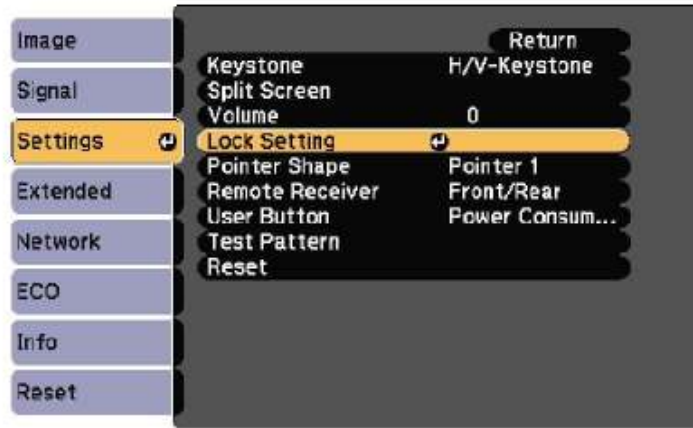 Image
Signal
Settings
Extended
Network
ECO
Info
Reset
Return
Keystone H/V-Keystone
Split Screen
Volume 0
Lock Setting
Pointer Shape Pointer 1
Remote Receiver Front/Rear
User Button Power Consum...
Test Pattern
Reset